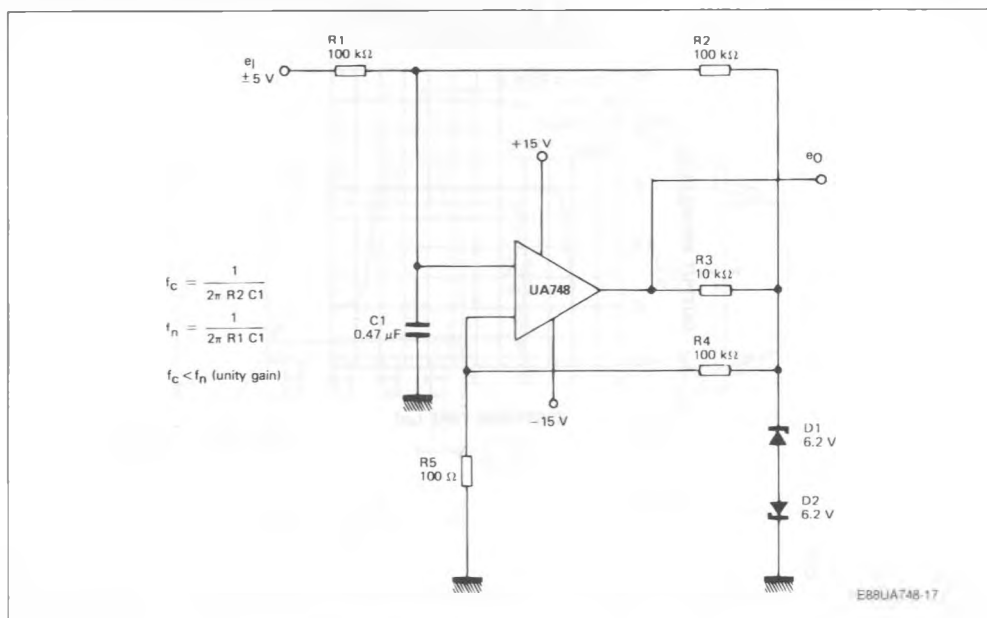 R1
100 kΩ
R2
100 kΩ
eI
±5 V
+15 V
eO
UA748
R3
10 kΩ
C1
0.47 µF
R4
100 kΩ
−15 V
R5
100 Ω
D1
6.2 V
D2
6.2 V
fc = 1 / 2π R2 C1
fn = 1 / 2π R1 C1
fc < fn (unity gain)
E88UA748-17